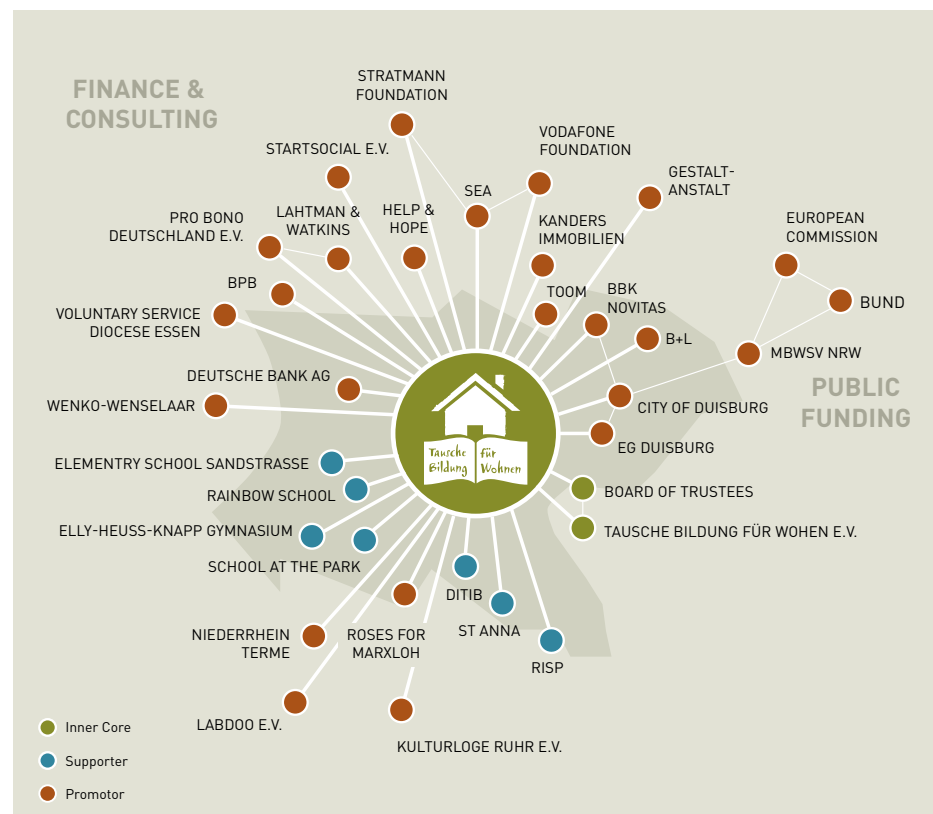 FINANCE &
CONSULTING
STRATMANN
FOUNDATION
STARTSOCIAL E.V.
VODAFONE
FOUNDATION
SEA
GESTALT-
ANSTALT
PRO BONO
DEUTSCHLAND E.V.
LAHTMAN &
WATKINS
HELP &
HOPE
KANDERS
IMMOBILIEN
EUROPEAN
COMMISSION
BPB
TOOM
BBK
NOVITAS
BUND
VOLUNTARY SERVICE
DIOCESE ESSEN
B+L
MBWSV NRW
DEUTSCHE BANK AG
PUBLIC
FUNDING
WENKO-WENSELAAR
CITY OF DUISBURG
EG DUISBURG
Tausche
Bildung
für
Wohnen
ELEMENTRY SCHOOL SANDSTRASSE
RAINBOW SCHOOL
BOARD OF TRUSTEES
ELLY-HEUSS-KNAPP GYMNASIUM
TAUSCHE BILDUNG FÜR WOHEN E.V.
SCHOOL AT THE PARK
DITIB
ST ANNA
NIEDERRHEIN
TERME
ROSES FOR
MARXLOH
RISP
LABDOO E.V.
KULTURLOGE RUHR E.V.
Inner Core
Supporter
Promotor